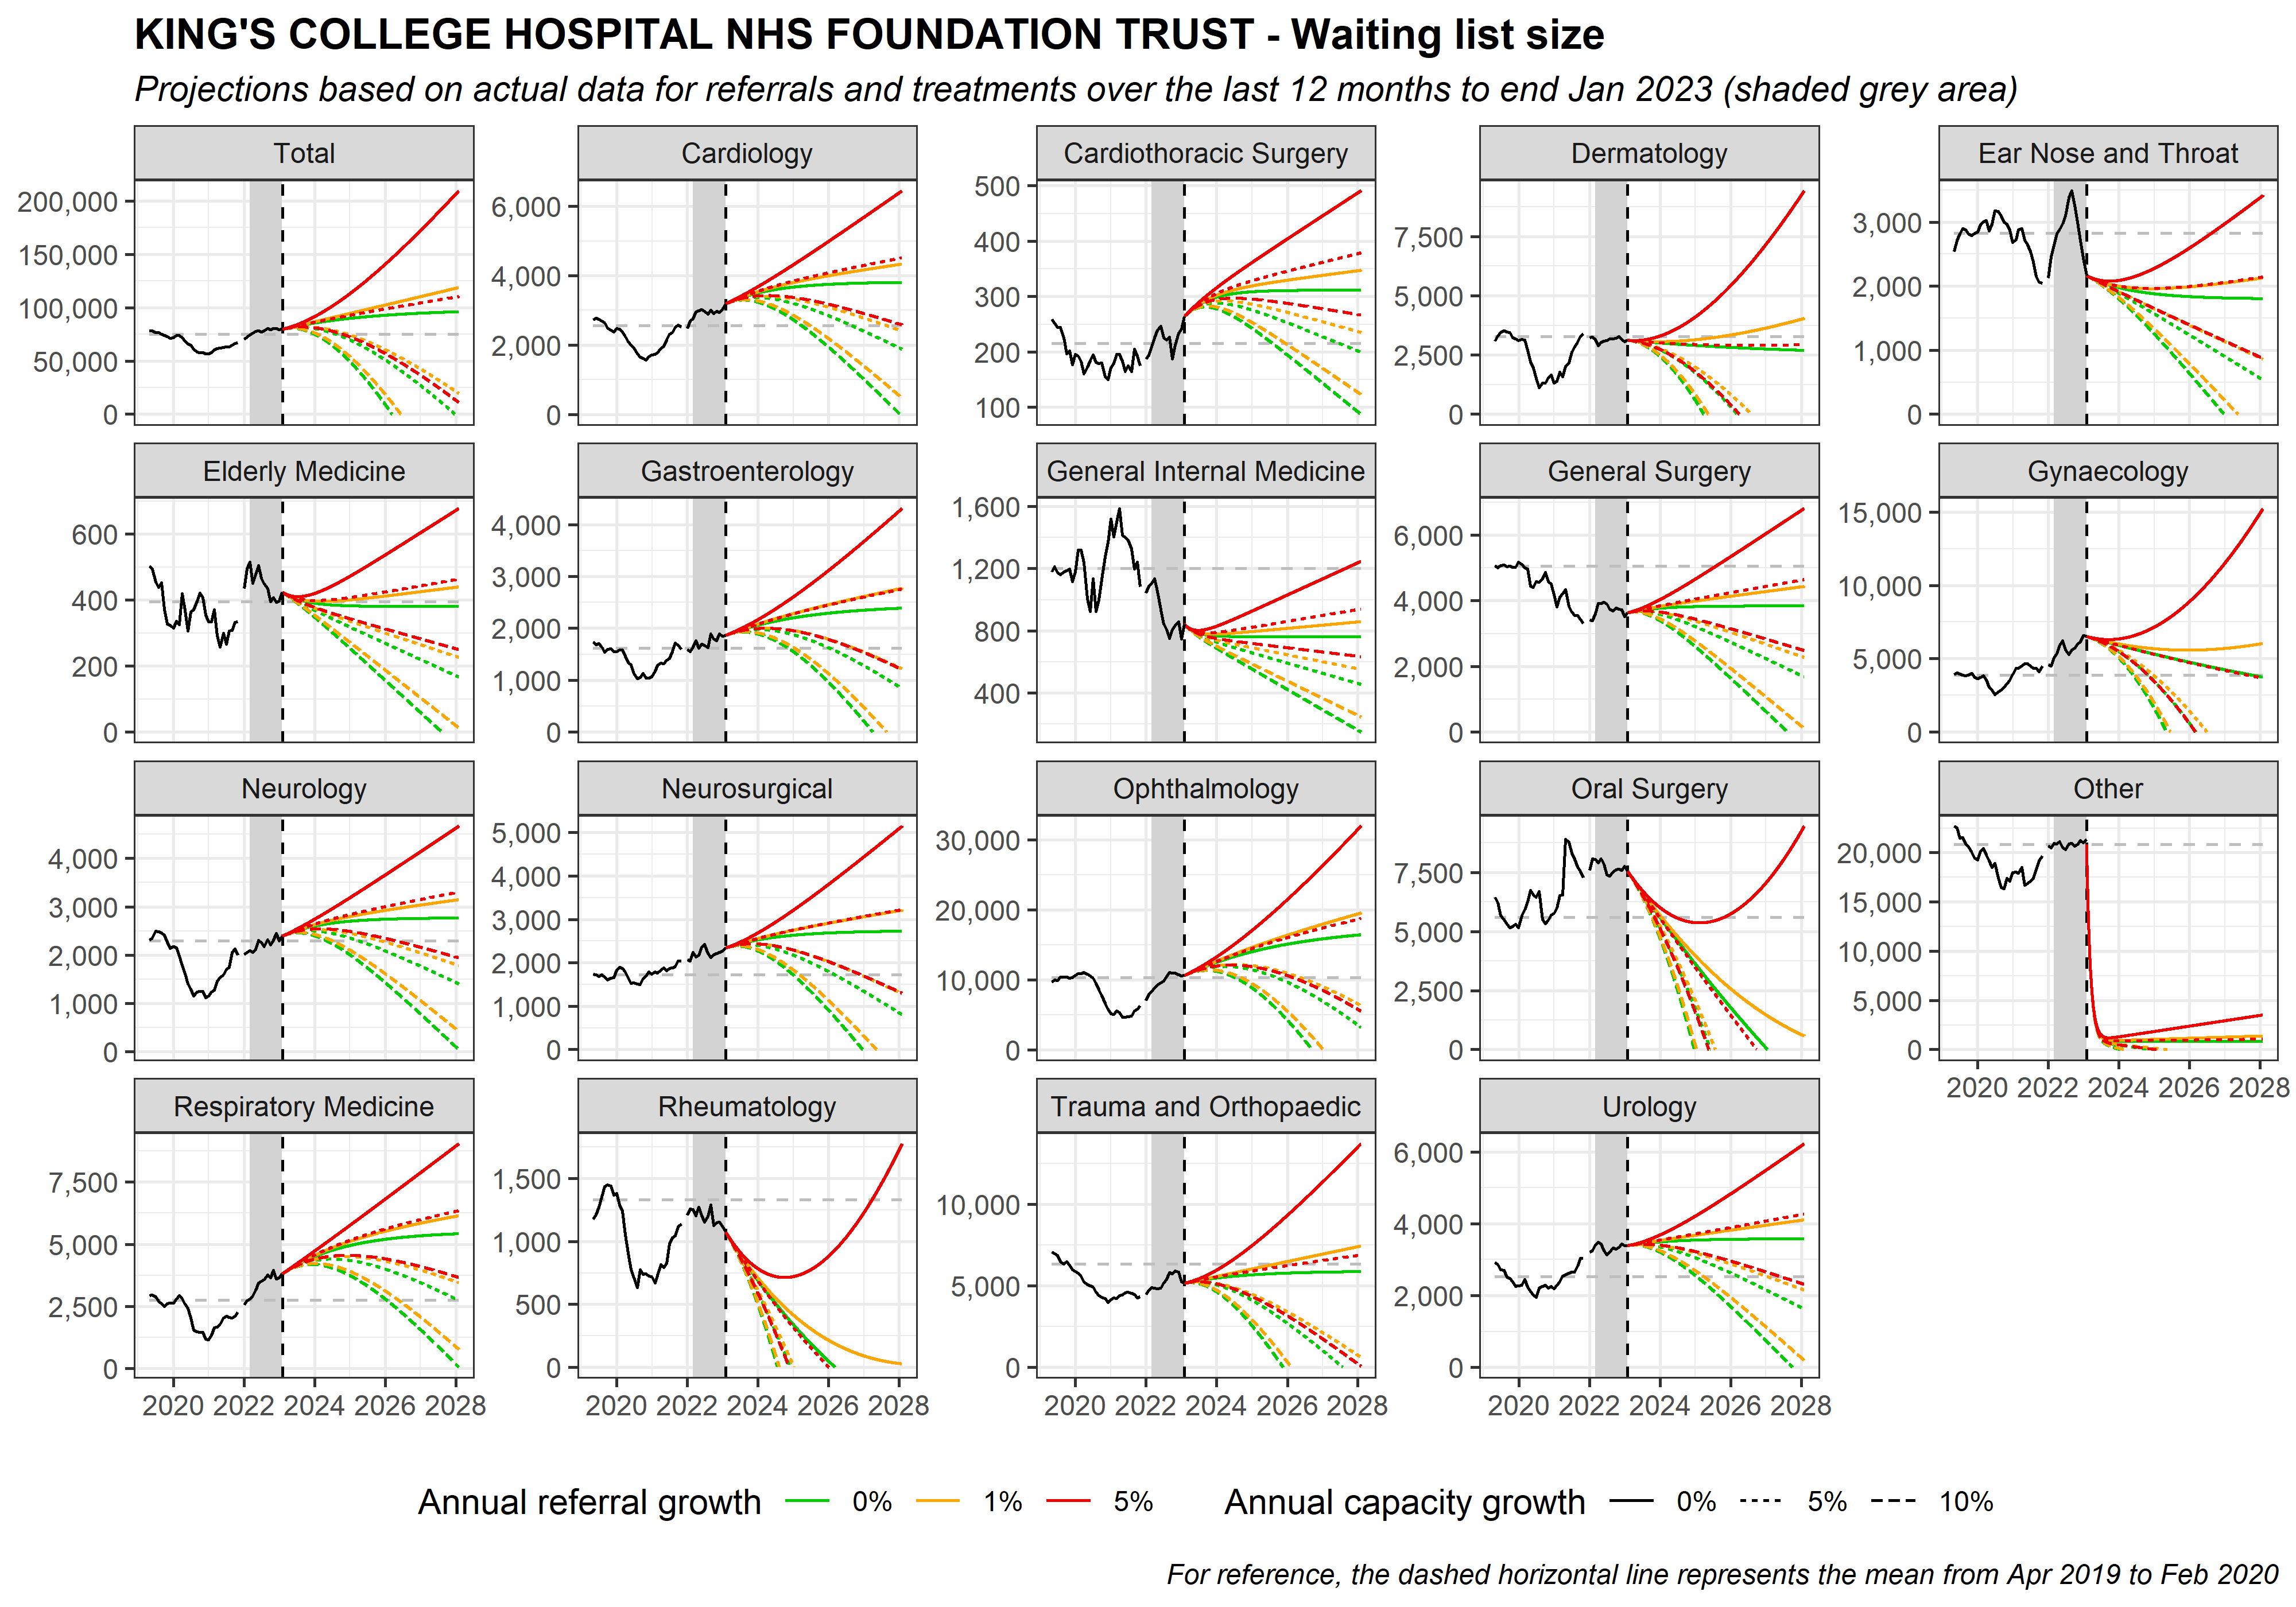 KING'S COLLEGE HOSPITAL NHS FOUNDATION TRUST - Waiting list size
Projections based on actual data for referrals and treatments over the last 12 months to end Jan 2023 (shaded grey area)
Total
200,000
150,000
100,000
50,000
0
Cardiology
6,000
4,000
2,000
0
Cardiothoracic Surgery
500
400
300
200
100
Dermatology
7,500
5,000
2,500
0
Ear Nose and Throat
3,000
2,000
1,000
0
Elderly Medicine
600
400
200
0
Gastroenterology
4,000
3,000
2,000
1,000
0
General Internal Medicine
1,600
1,200
800
400
General Surgery
6,000
4,000
2,000
0
Gynaecology
15,000
10,000
5,000
0
Neurology
4,000
3,000
2,000
1,000
0
Neurosurgical
5,000
4,000
3,000
2,000
1,000
0
Ophthalmology
30,000
20,000
10,000
0
Oral Surgery
7,500
5,000
2,500
0
Other
20,000
15,000
10,000
5,000
0
2020 2022 2024 2026 2028
Respiratory Medicine
7,500
5,000
2,500
0
2020 2022 2024 2026 2028
Rheumatology
1,500
1,000
500
0
2020 2022 2024 2026 2028
Trauma and Orthopaedic
10,000
5,000
0
2020 2022 2024 2026 2028
Urology
6,000
4,000
2,000
0
2020 2022 2024 2026 2028
Annual referral growth 0% 1% 5% Annual capacity growth 0% 5% 10%
For reference, the dashed horizontal line represents the mean from Apr 2019 to Feb 2020